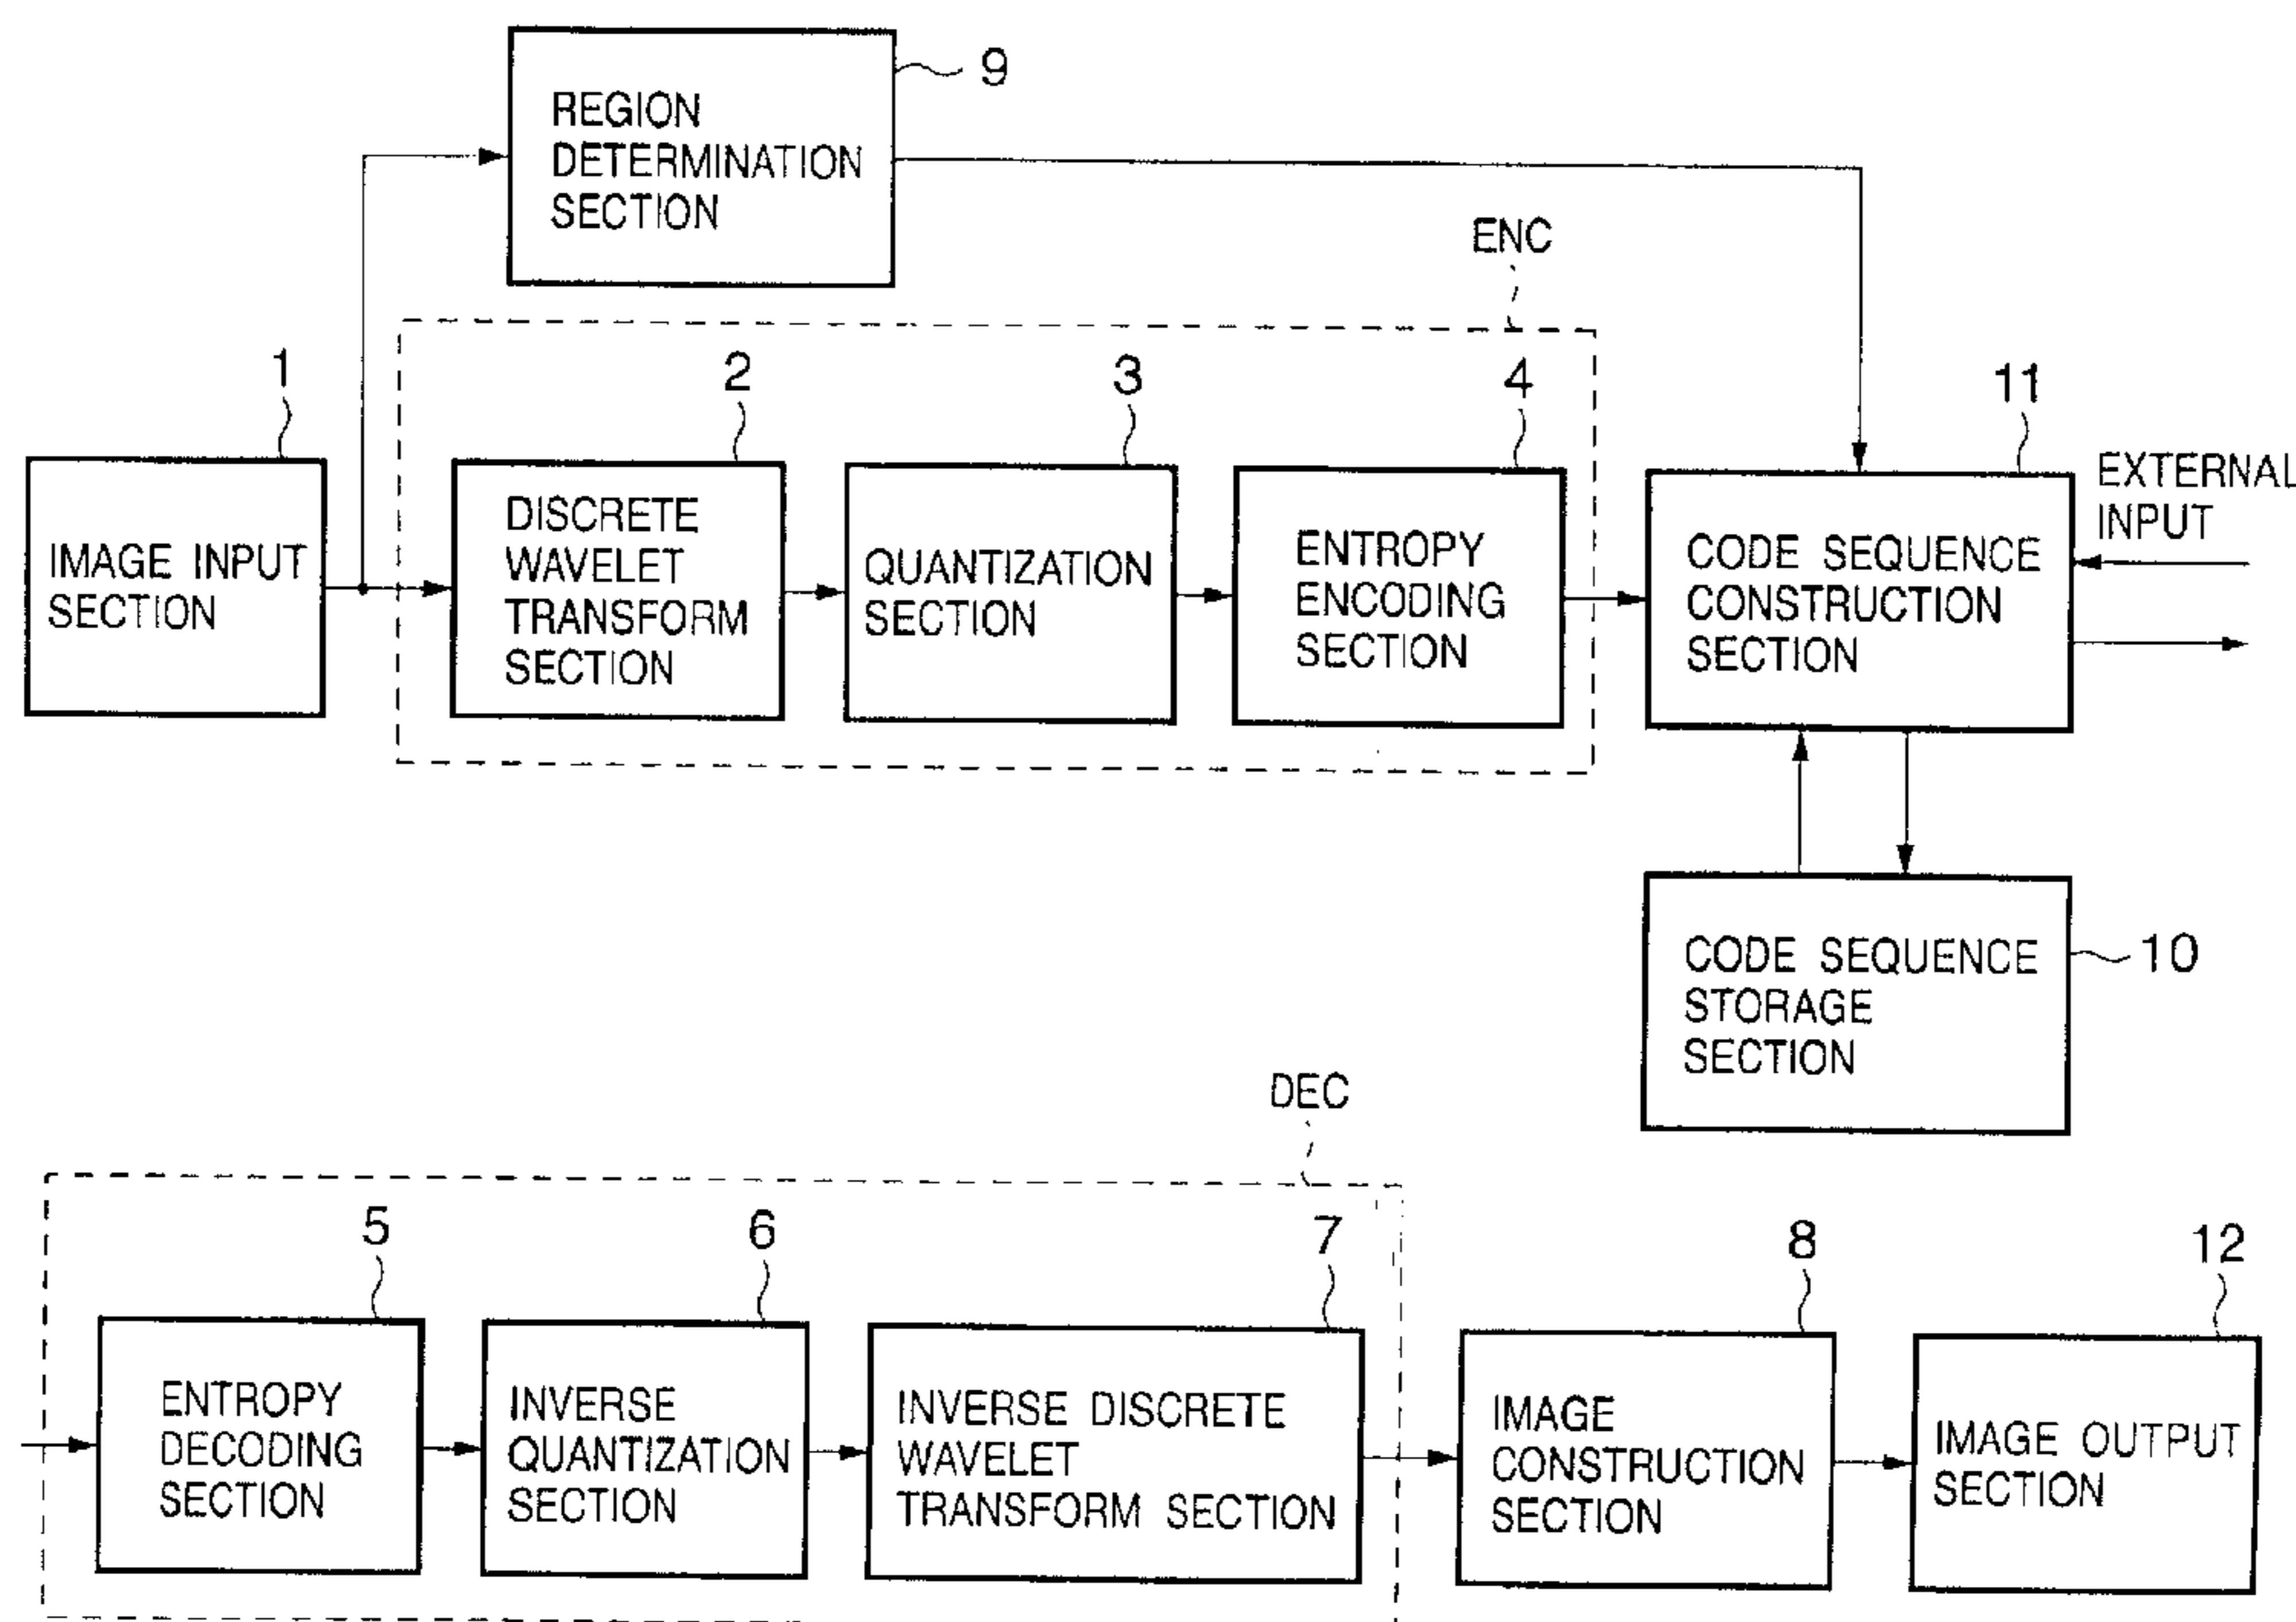 9
REGION
DETERMINATION
SECTION
ENC
1
2
3
4
11
IMAGE INPUT
SECTION
DISCRETE
WAVELET
TRANSFORM
SECTION
QUANTIZATION
SECTION
ENTROPY
ENCODING
SECTION
CODE SEQUENCE
CONSTRUCTION
SECTION
EXTERNAL
INPUT
CODE SEQUENCE
STORAGE
SECTION
10
DEC
5
6
7
8
12
ENTROPY
DECODING
SECTION
INVERSE
QUANTIZATION
SECTION
INVERSE DISCRETE
WAVELET
TRANSFORM SECTION
IMAGE
CONSTRUCTION
SECTION
IMAGE OUTPUT
SECTION